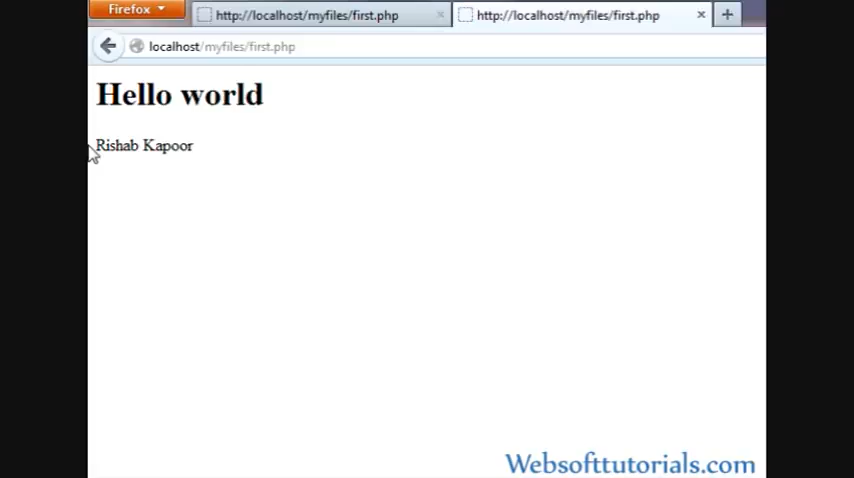 Firefox
http://localhost/myfiles/first.php
http://localhost/myfiles/first.php
localhost/myfiles/first.php
Hello world
Rishab Kapoor
Websofttutorials.com